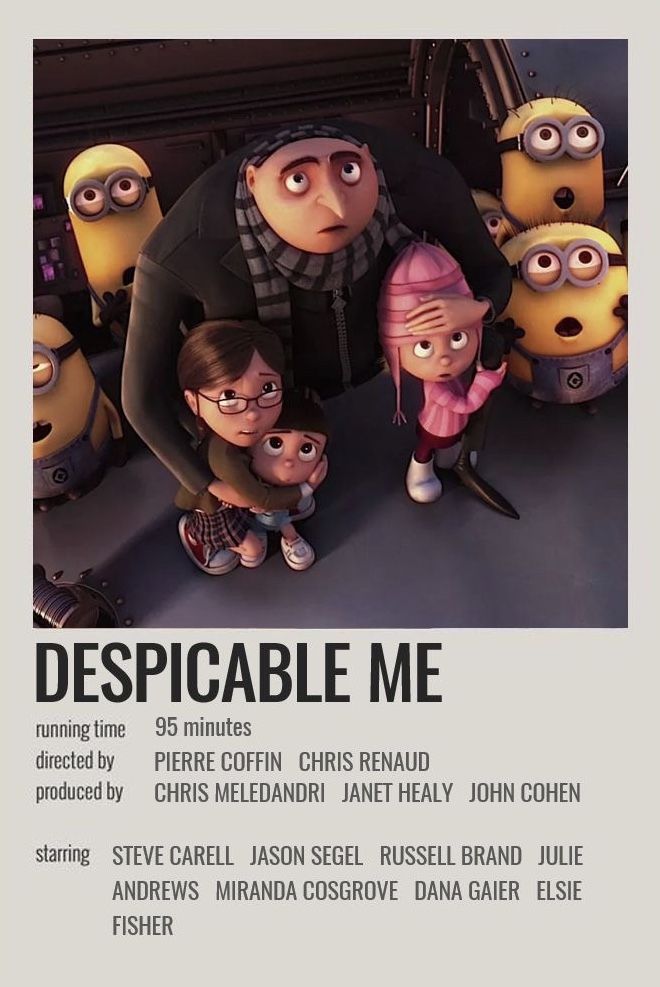 DESPICABLE ME
running time 95 minutes
directed by PIERRE COFFIN CHRIS RENAUD
produced by CHRIS MELEDANDRI JANET HEALY JOHN COHEN
starring STEVE CARELL JASON SEGEL RUSSELL BRAND JULIE
ANDREWS MIRANDA COSGROVE DANA GAIER ELSIE
FISHER